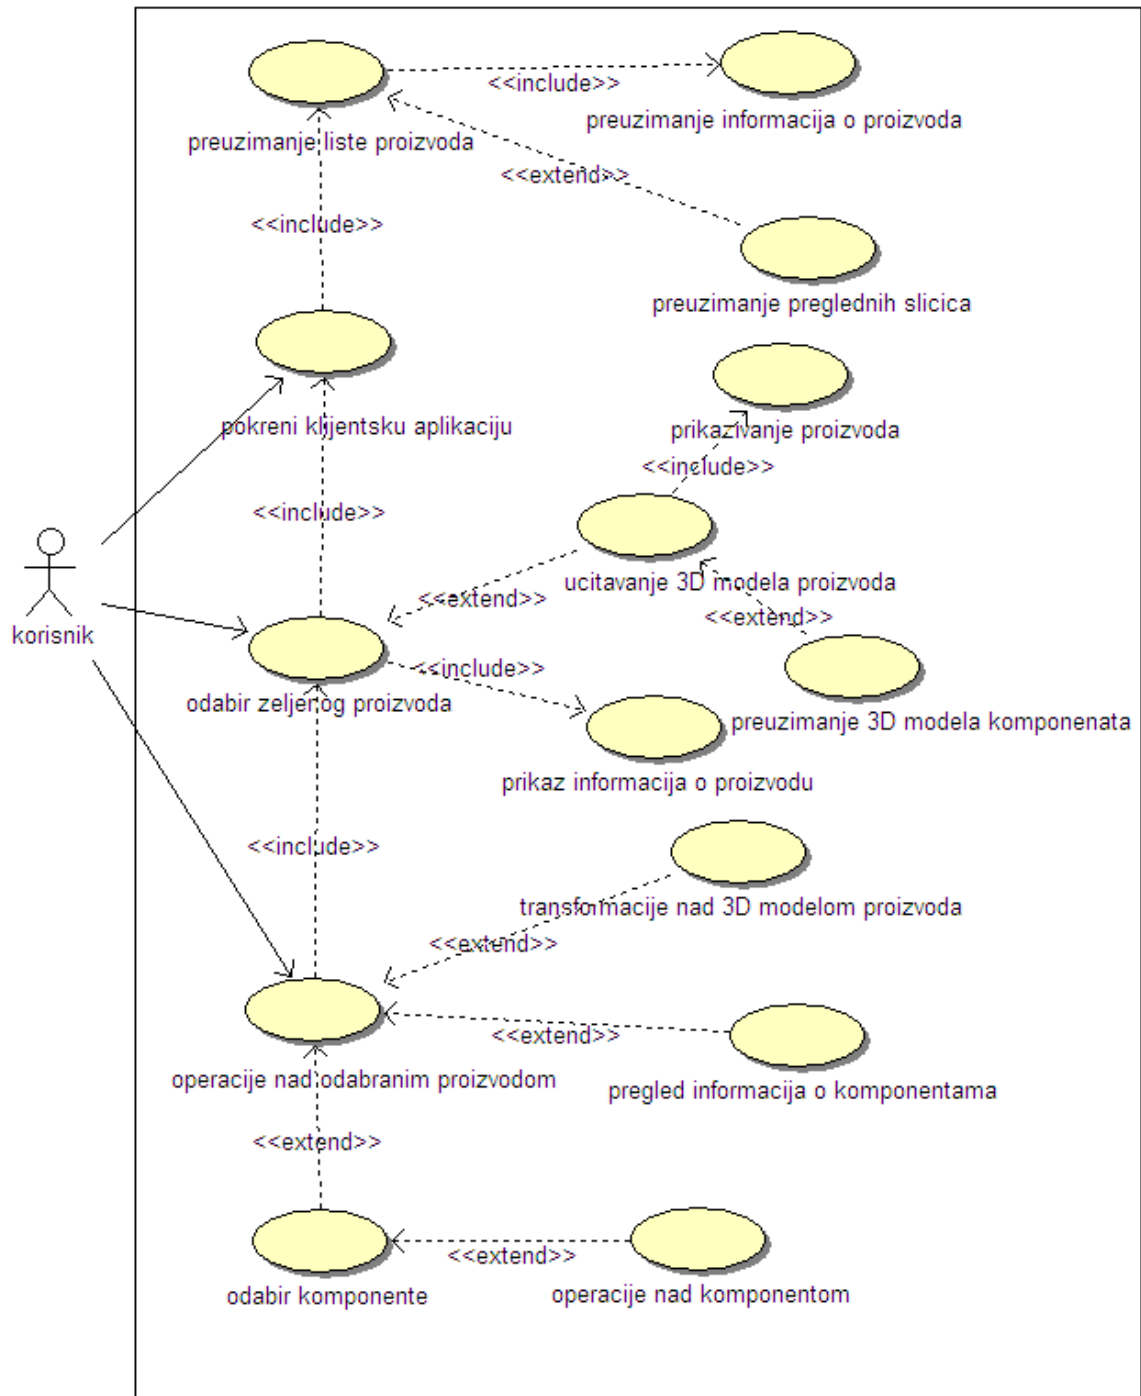 <<include>>
preuzimanje informacija o proizvoda
preuzimanje liste proizvoda
<<extend>>
<<include>>
preuzimanje preglednih slicica
pokreni klijentsku aplikaciju
prikazivanje proizvoda
<<include>>
<<include>>
ucitavanje 3D modela proizvoda
<<extend>>
<<extend>>
korisnik
<<include>>
odabir zeljenog proizvoda
preuzimanje 3D modela komponenata
prikaz informacija o proizvodu
<<include>>
transformacije nad 3D modelom proizvoda
<<extend>>
<<extend>>
operacije nad odabranim proizvodom
pregled informacija o komponentama
<<extend>>
<<extend>>
odabir komponente
operacije nad komponentom